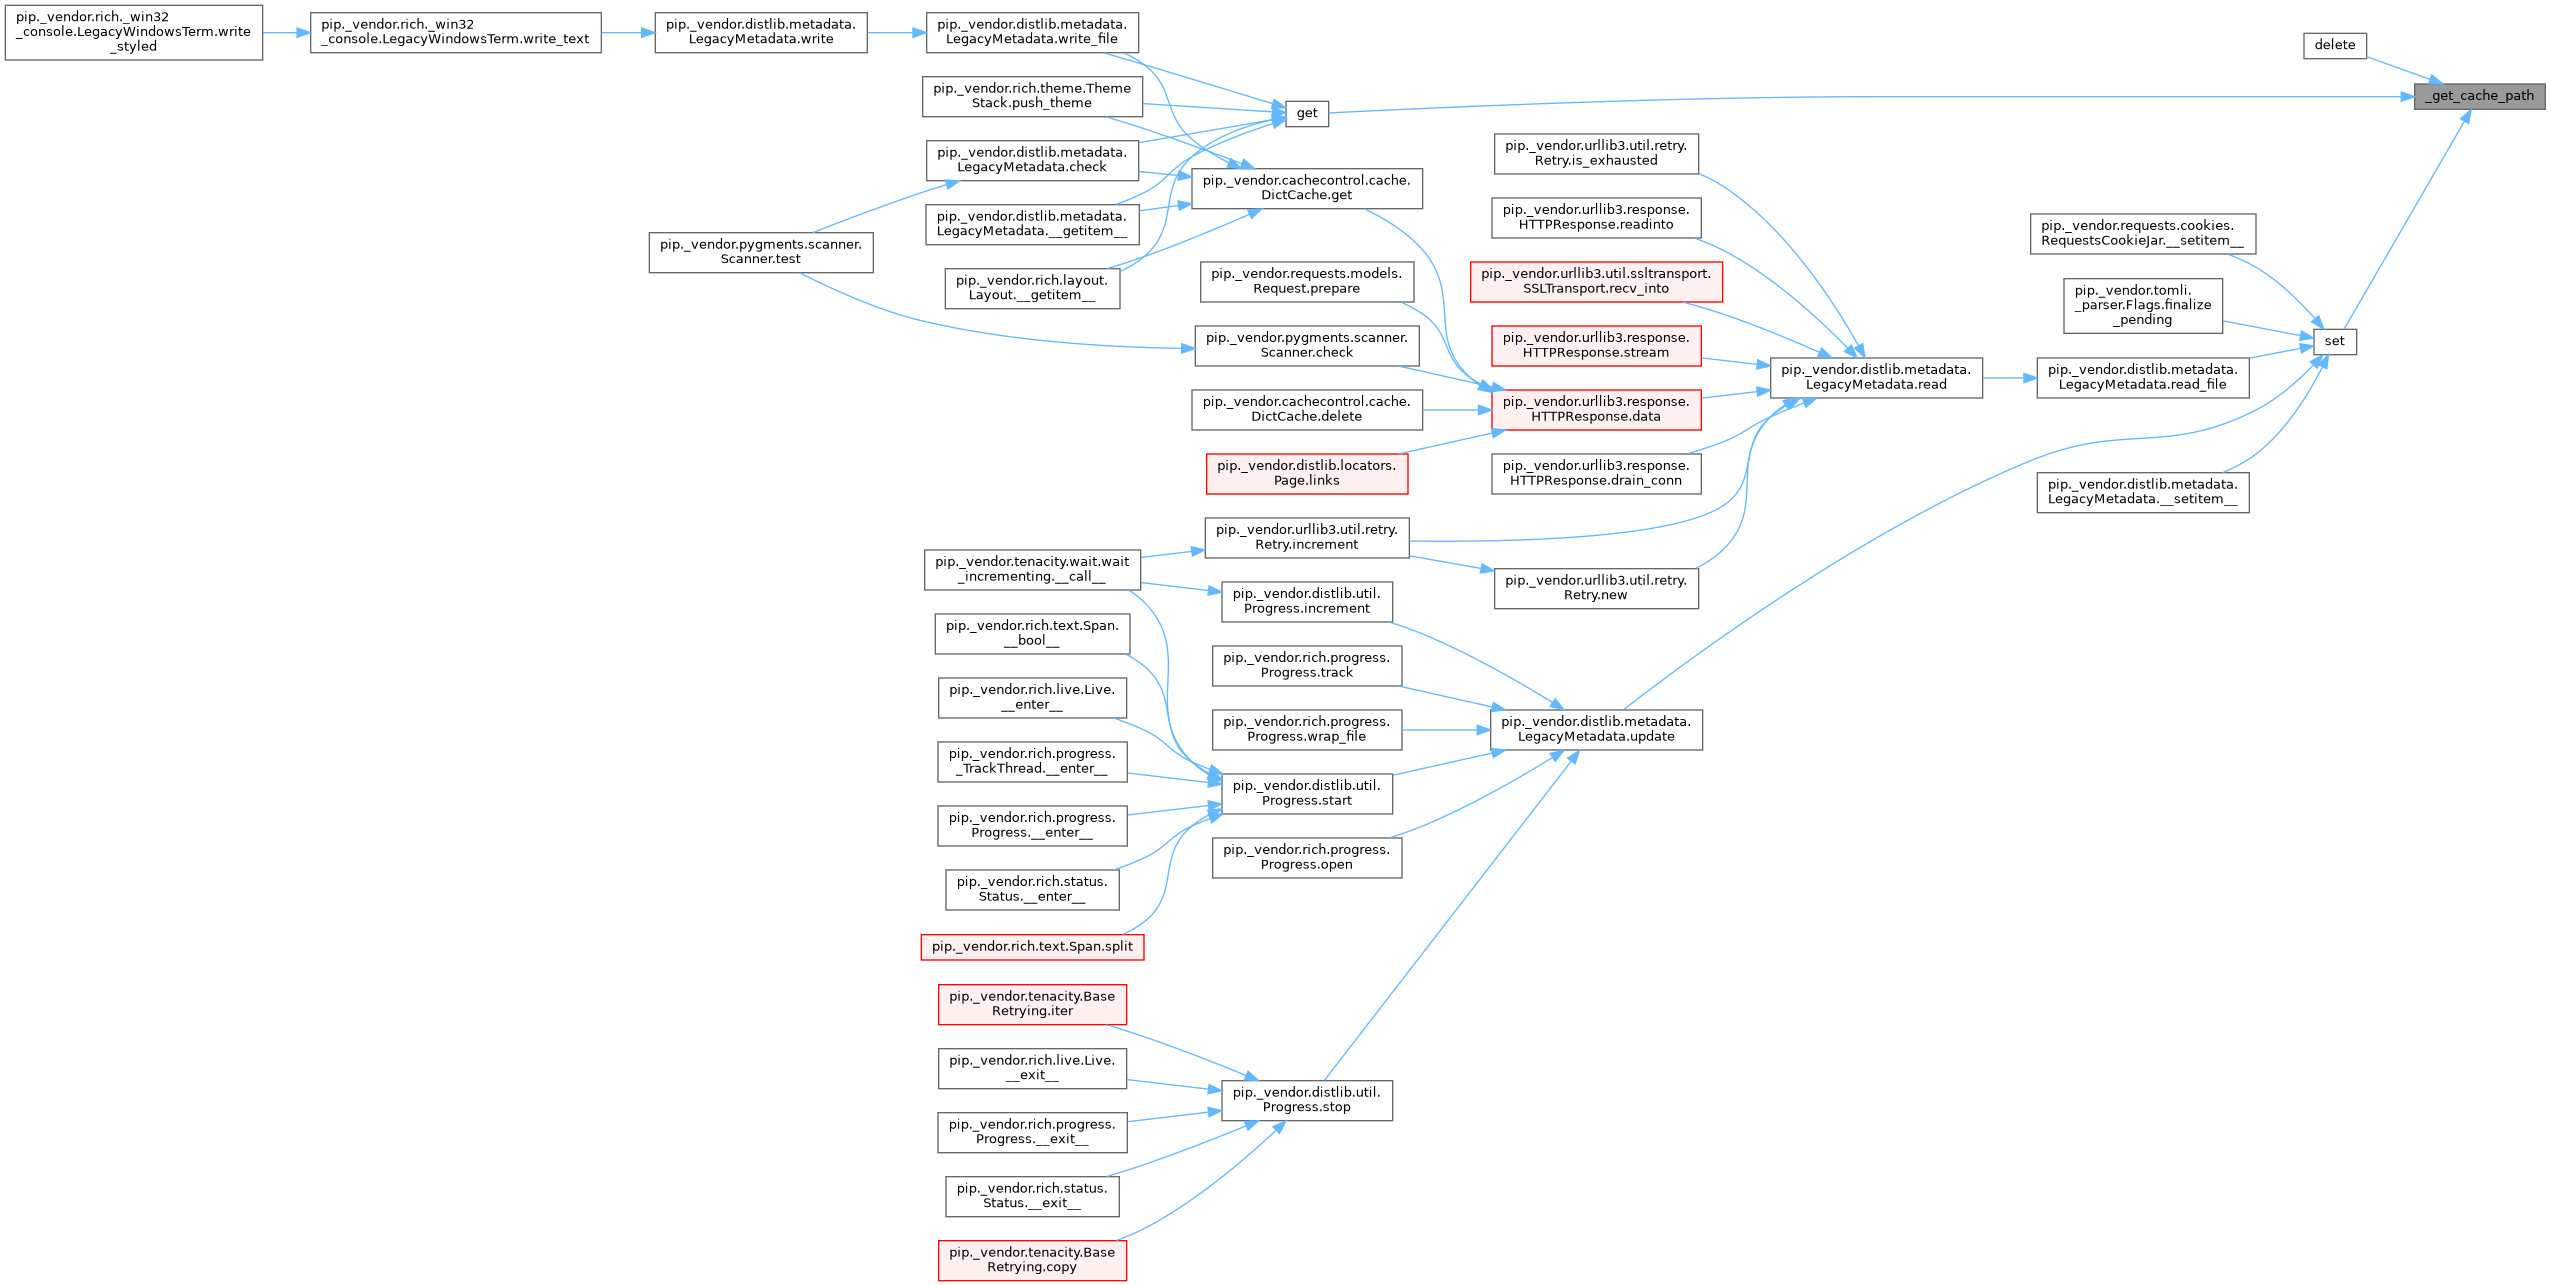 pip._vendor.rich._win32
_console.LegacyWindowsTerm.write
_styled
pip._vendor.rich._win32
_console.LegacyWindowsTerm.write_text
pip._vendor.distlib.metadata.
LegacyMetadata.write
pip._vendor.distlib.metadata.
LegacyMetadata.write_file
pip._vendor.rich.theme.Theme
Stack.push_theme
pip._vendor.distlib.metadata.
LegacyMetadata.check
pip._vendor.distlib.metadata.
LegacyMetadata.__getitem__
pip._vendor.pygments.scanner.
Scanner.test
pip._vendor.rich.layout.
Layout.__getitem__
get
pip._vendor.cachecontrol.cache.
DictCache.get
pip._vendor.requests.models.
Request.prepare
pip._vendor.pygments.scanner.
Scanner.check
pip._vendor.cachecontrol.cache.
DictCache.delete
pip._vendor.distlib.locators.
Page.links
pip._vendor.urllib3.util.retry.
Retry.is_exhausted
pip._vendor.urllib3.response.
HTTPResponse.readinto
pip._vendor.urllib3.util.ssltransport.
SSLTransport.recv_into
pip._vendor.urllib3.response.
HTTPResponse.stream
pip._vendor.urllib3.response.
HTTPResponse.data
pip._vendor.urllib3.response.
HTTPResponse.drain_conn
pip._vendor.distlib.metadata.
LegacyMetadata.read
delete
_get_cache_path
pip._vendor.requests.cookies.
RequestsCookieJar.__setitem__
pip._vendor.tomli.
_parser.Flags.finalize
_pending
set
pip._vendor.distlib.metadata.
LegacyMetadata.read_file
pip._vendor.distlib.metadata.
LegacyMetadata.__setitem__
pip._vendor.urllib3.util.retry.
Retry.increment
pip._vendor.urllib3.util.retry.
Retry.new
pip._vendor.tenacity.wait.wait
_incrementing.__call__
pip._vendor.distlib.util.
Progress.increment
pip._vendor.rich.text.Span.
__bool__
pip._vendor.rich.progress.
Progress.track
pip._vendor.rich.live.Live.
__enter__
pip._vendor.rich.progress.
Progress.wrap_file
pip._vendor.distlib.metadata.
LegacyMetadata.update
pip._vendor.rich.progress.
_TrackThread.__enter__
pip._vendor.distlib.util.
Progress.start
pip._vendor.rich.progress.
Progress.__enter__
pip._vendor.rich.progress.
Progress.open
pip._vendor.rich.status.
Status.__enter__
pip._vendor.rich.text.Span.split
pip._vendor.tenacity.Base
Retrying.iter
pip._vendor.rich.live.Live.
__exit__
pip._vendor.distlib.util.
Progress.stop
pip._vendor.rich.progress.
Progress.__exit__
pip._vendor.rich.status.
Status.__exit__
pip._vendor.tenacity.Base
Retrying.copy